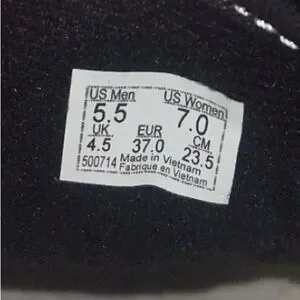 US Men US Women
5.5 7.0
UK EUR CM
4.5 37.0 23.5
500714 Made in Vietnam
Fabrique en Vietnam